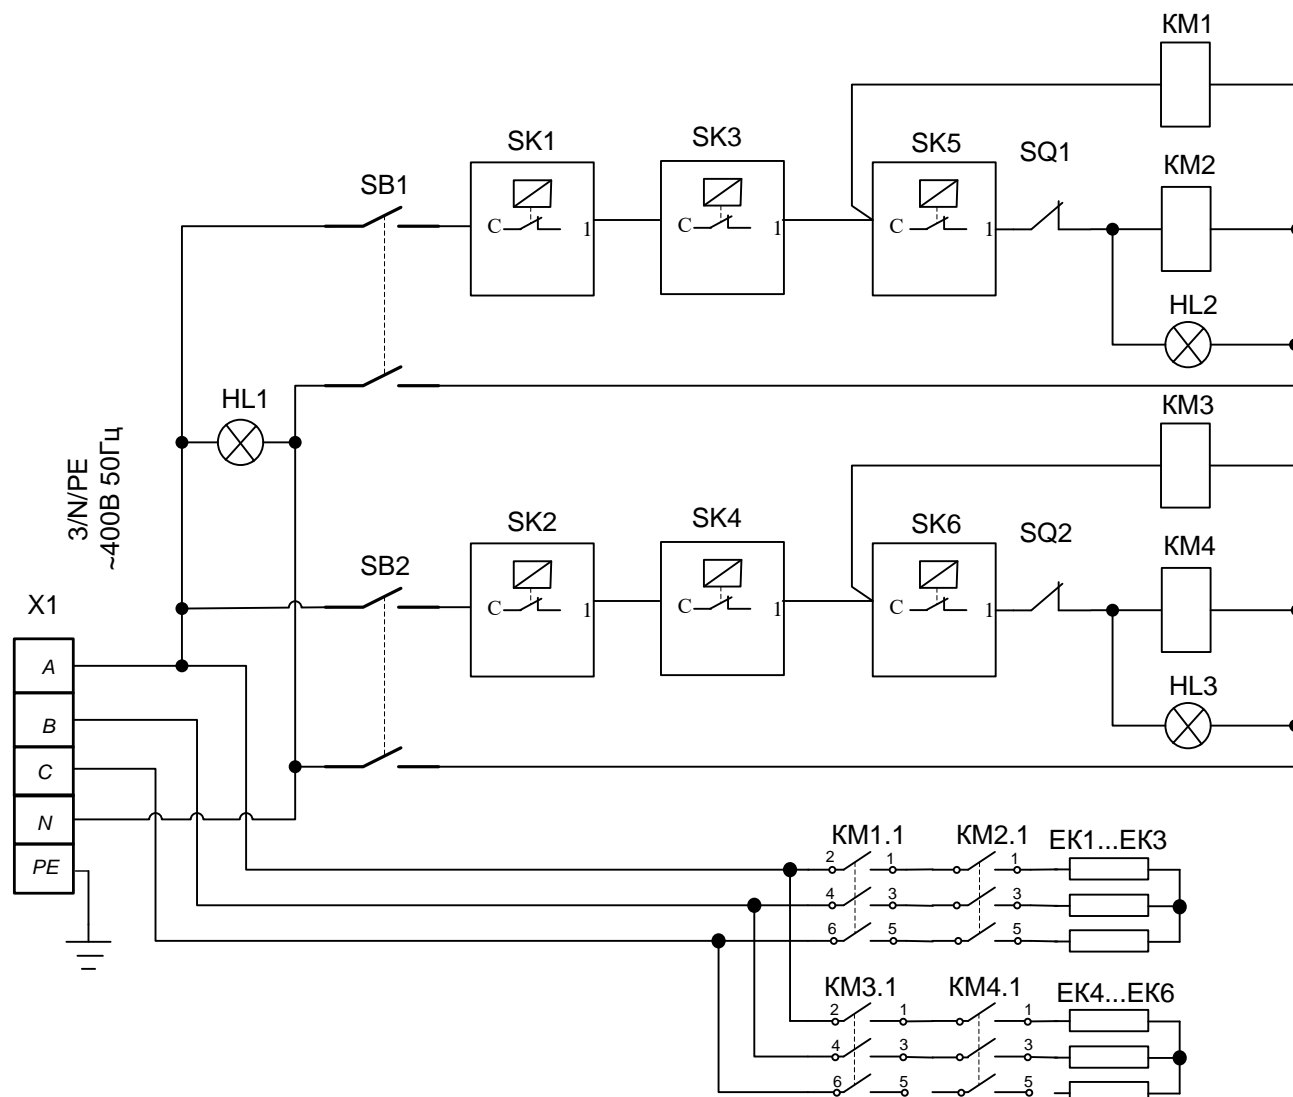 KM1
SK1
SK3
SK5
SQ1
KM2
SB1
C
1
C
1
C
1
HL2
HL1
KM3
3/N/PE
~400В 50Гц
SK2
SK4
SK6
SQ2
KM4
SB2
C
1
C
1
C
1
X1
HL3
A
B
C
N
PE
KM1.1
KM2.1
EK1...EK3
2
1
1
4
3
3
6
5
5
KM3.1
KM4.1
EK4...EK6
2
1
1
4
3
3
6
5
5